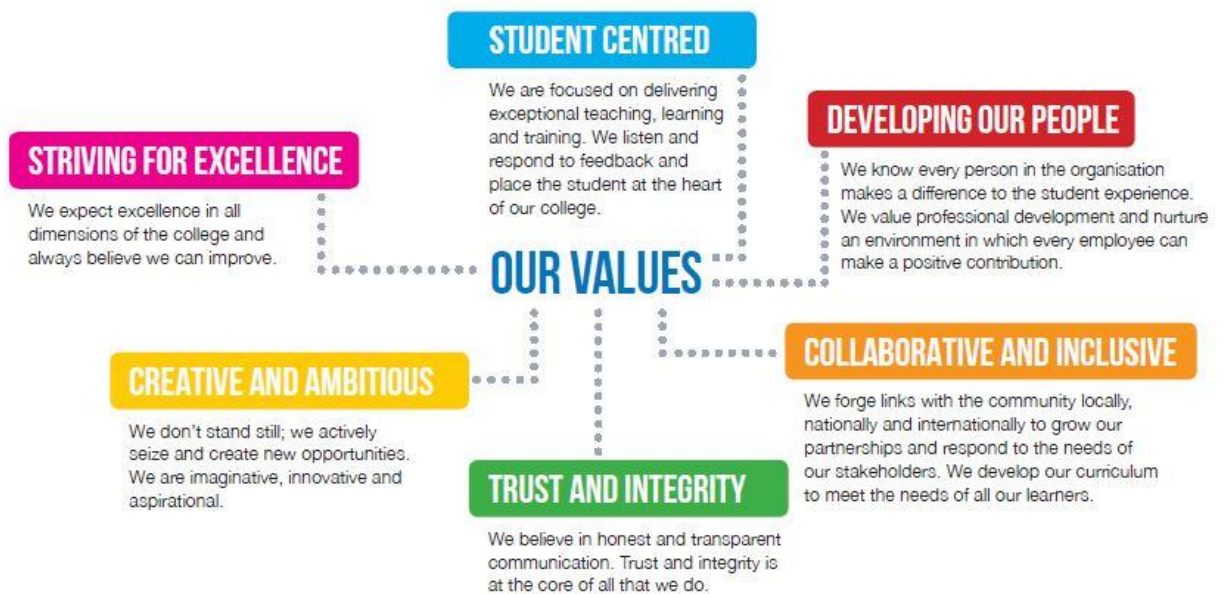 STUDENT CENTRED
We are focused on delivering
exceptional teaching, learning
and training. We listen and
respond to feedback and
place the student at the heart
of our college.
DEVELOPING OUR PEOPLE
We know every person in the organisation
makes a difference to the student experience.
We value professional development and nurture
an environment in which every employee can
make a positive contribution.
STRIVING FOR EXCELLENCE
We expect excellence in all
dimensions of the college and
always believe we can improve.
OUR VALUES
CREATIVE AND AMBITIOUS
We don't stand still; we actively
seize and create new opportunities.
We are imaginative, innovative and
aspirational.
COLLABORATIVE AND INCLUSIVE
We forge links with the community locally,
nationally and internationally to grow our
partnerships and respond to the needs of
our stakeholders. We develop our curriculum
to meet the needs of all our learners.
TRUST AND INTEGRITY
We believe in honest and transparent
communication. Trust and integrity is
at the core of all that we do.